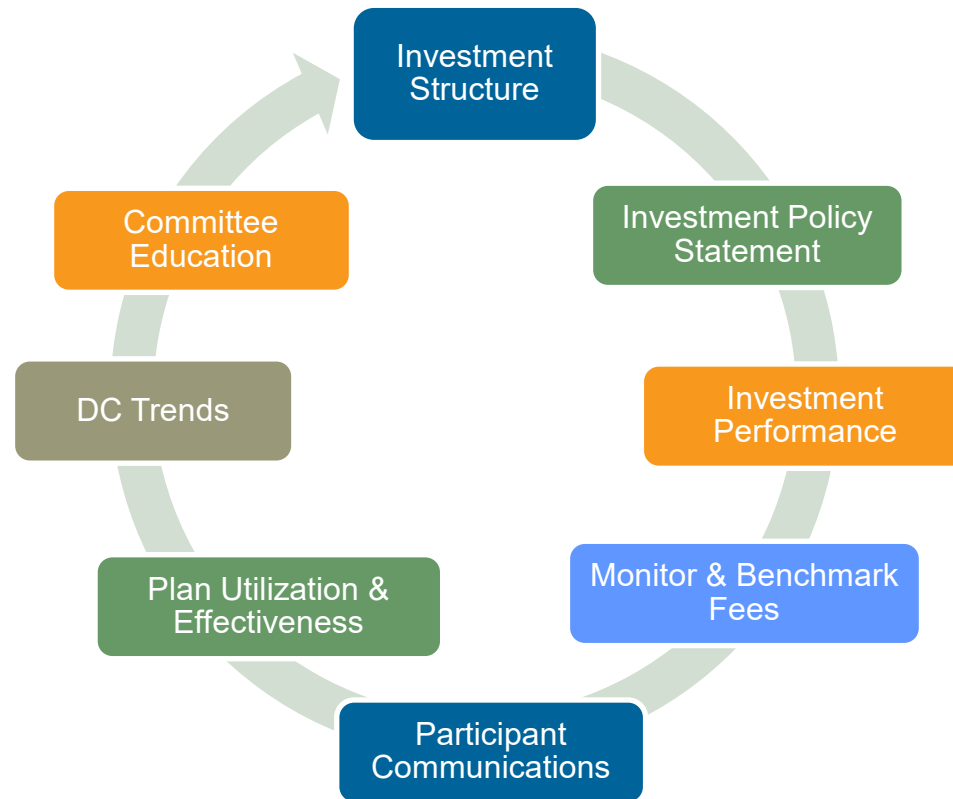 Investment
Structure
Investment Policy
Statement
Investment
Performance
Monitor & Benchmark
Fees
Participant
Communications
Plan Utilization &
Effectiveness
DC Trends
Committee
Education